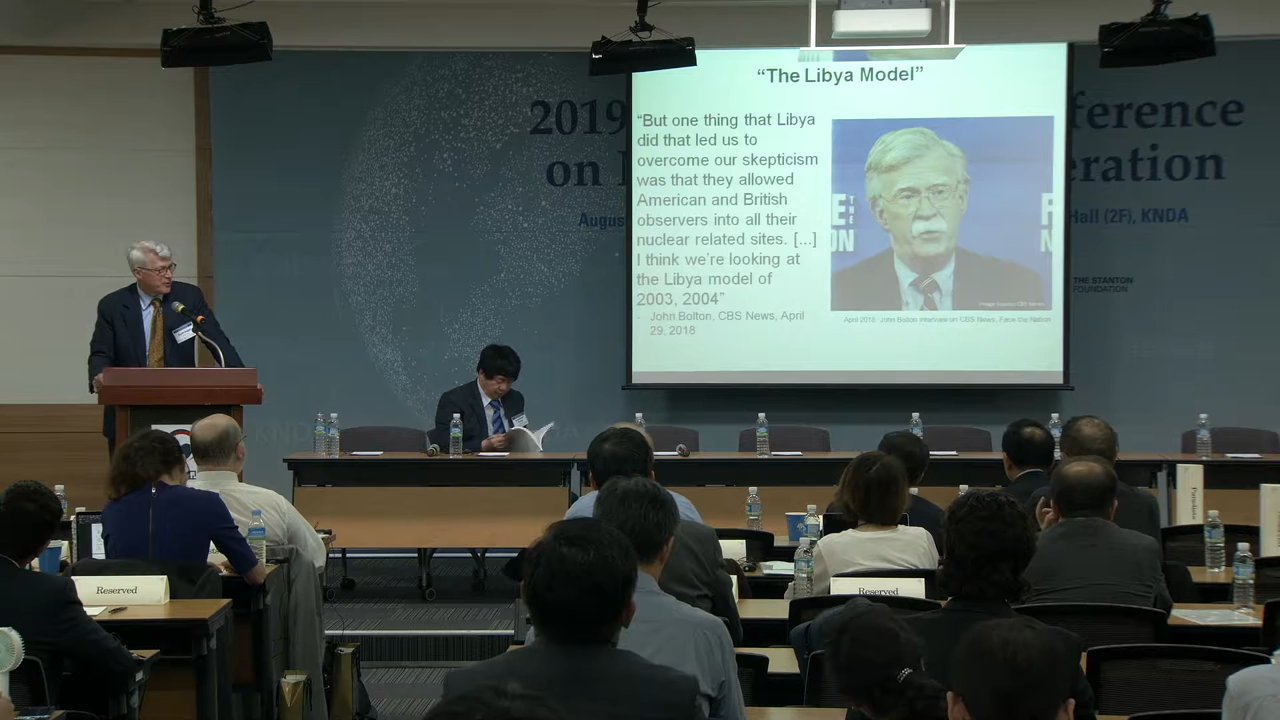 “The Libya Model”
“But one thing that Libya
did that led us to
overcome our skepticism
was that they allowed
American and British
observers into all their
nuclear related sites. [...]
I think we’re looking at
the Libya model of
2003, 2004”
- John Bolton, CBS News, April
29, 2018
April 2018. John Bolton interview on CBS News, Face the Nation
2019
ference
on
eration
Augus
Hall (2F), KNDA
THE STANTON
FOUNDATION
KNDA
Reserved
Reserved